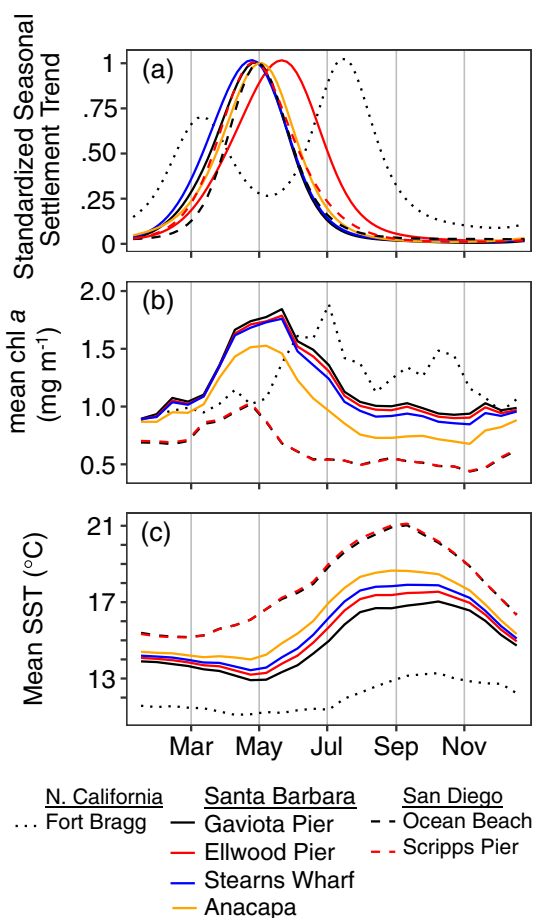 Standardized Seasonal
Settlement Trend
(a)
1
.75
.50
.25
0
mean chl a
(mg m-1)
(b)
2.0
1.5
1.0
0.5
Mean SST (°C)
(c)
21
17
13
Mar May Jul Sep Nov
N. California Santa Barbara San Diego
Fort Bragg Gaviota Pier Ocean Beach
Ellwood Pier Scripps Pier
Stearns Wharf
Anacapa